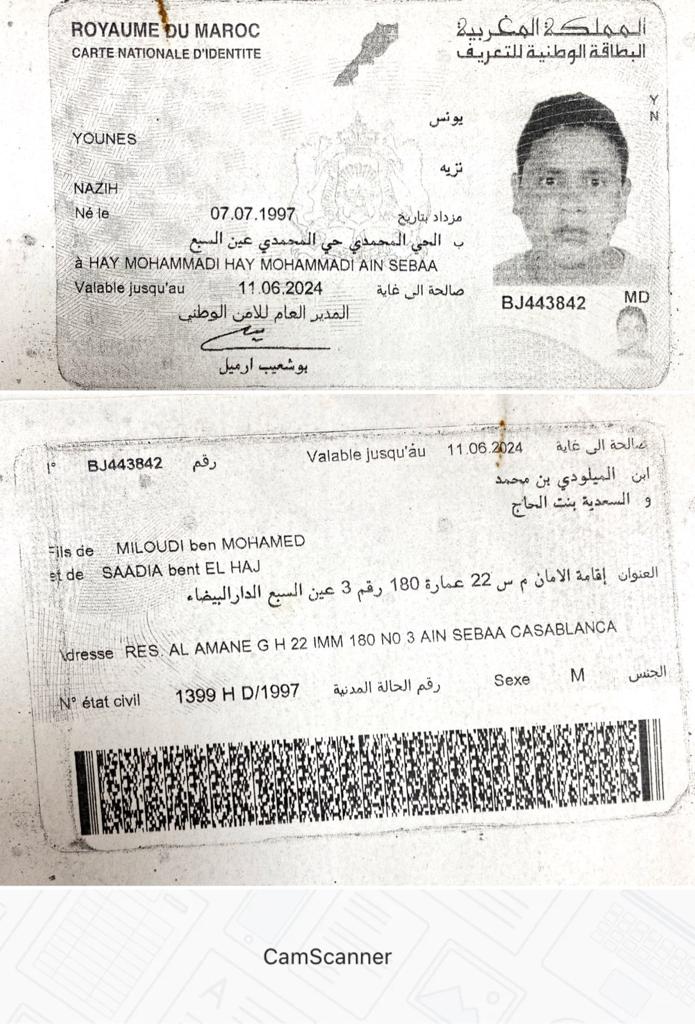 ROYAUME DU MAROC
المملكة المغربية
CARTE NATIONALE D'IDENTITE
البطاقة الوطنية للتعريف
يونس
YOUNES
نزيه
NAZIH
Né le 07.07.1997 مزداد بتاريخ
ب الحي المحمدي حي المحمدي عين السبع
à HAY MOHAMMADI HAY MOHAMMADI AIN SEBAA
Valable jusqu'au 11.06.2024 صالحة الى غاية
المدير العام للامن الوطني
بوشعيب ارميل
Y
N
BJ443842 MD
N° BJ443842 رقم Valable jusqu'au 11.06.2024 صالحة الى غاية
ابن الميلودي بن محمد
و السعدية بنت الحاج
Fils de MILOUDI ben MOHAMED
et de SAADIA bent EL HAJ
العنوان إقامة الامان م س 22 عمارة 180 رقم 3 عين السبع الدارالبيضاء
Adresse RES. AL AMANE G H 22 IMM 180 N0 3 AIN SEBAA CASABLANCA
N° état civil 1399 H D/1997 رقم الحالة المدنية Sexe M الجنس
CamScanner